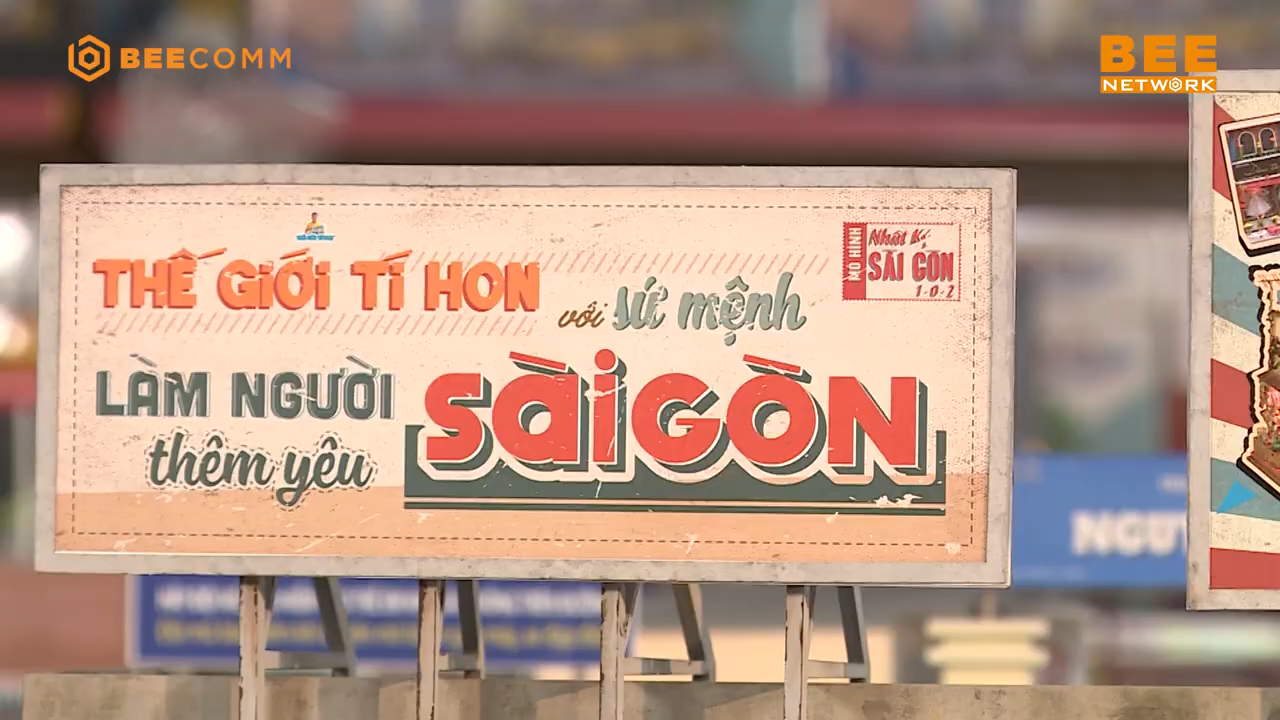 BEECOMM
BEE
NETWORK
THẾ GIỚI TÍ HON
với sứ mệnh
MÔ HÌNH
Nhật Ký
SÀI GÒN
1-0-2
LÀM NGƯỜI
thêm yêu
SÀIGÒN
NGUY